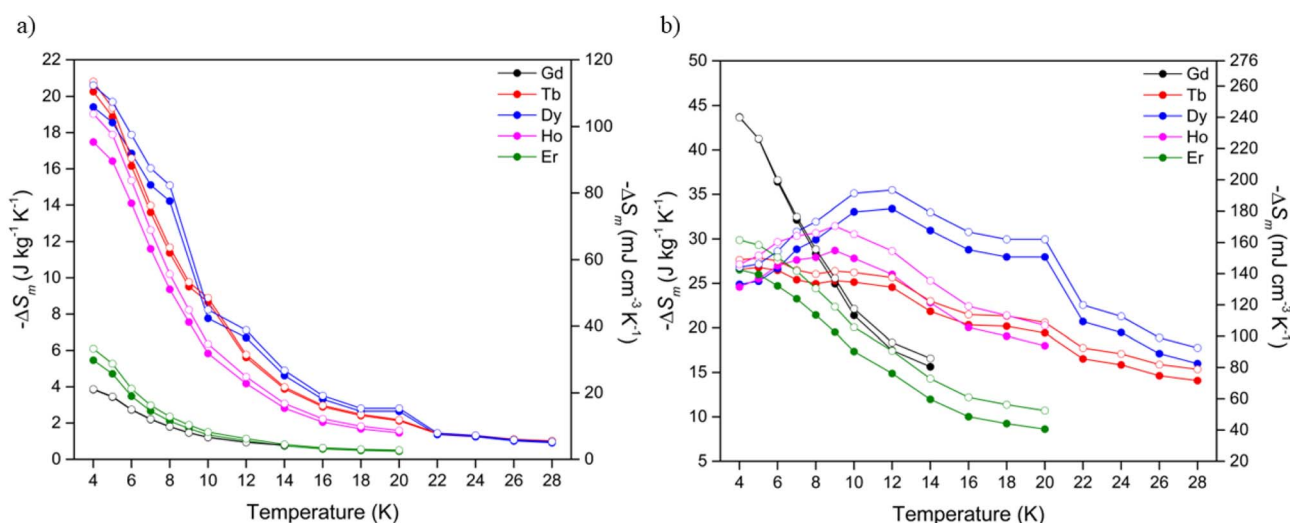 a)
22
20
18
16
14
12
10
8
6
4
2
0
-ΔSm (J kg-1 K-1)
120
100
80
60
40
20
0
-ΔSm (mJ cm-3 K-1)
Gd
Tb
Dy
Ho
Er
4 6 8 10 12 14 16 18 20 22 24 26 28
Temperature (K)
b)
50
45
40
35
30
25
20
15
10
5
-ΔSm (J kg-1 K-1)
276
260
240
220
200
180
160
140
120
100
80
60
40
20
-ΔSm (mJ cm-3 K-1)
Gd
Tb
Dy
Ho
Er
4 6 8 10 12 14 16 18 20 22 24 26 28
Temperature (K)